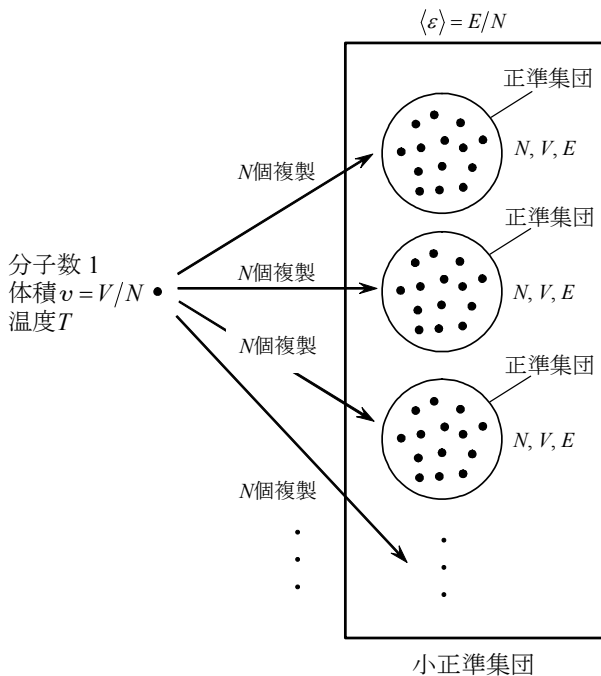 ⟨ε⟩ = E/N
正準集団
N, V, E
N個複製
正準集団
N個複製
N, V, E
分子数 1
体積 v = V/N
温度T
N個複製
正準集団
N, V, E
N個複製
小正準集団